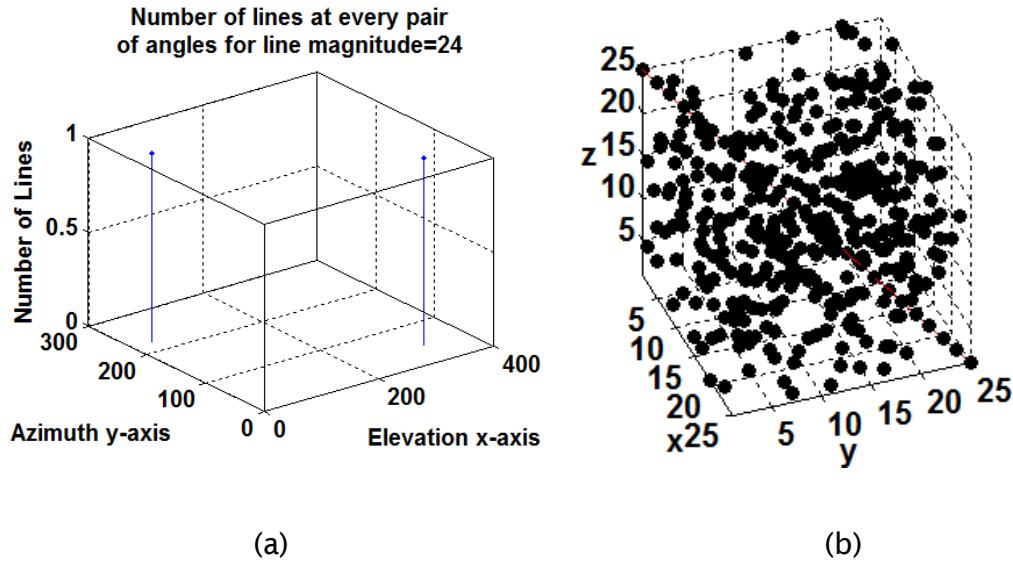 Number of lines at every pair
of angles for line magnitude=24
1
0.5
0
300
200
100
0
0
200
400
Number of Lines
Azimuth y-axis
Elevation x-axis
(a)
25
20
15
10
5
z
5
10
15
20
25
x
5
10
15
20
25
y
(b)